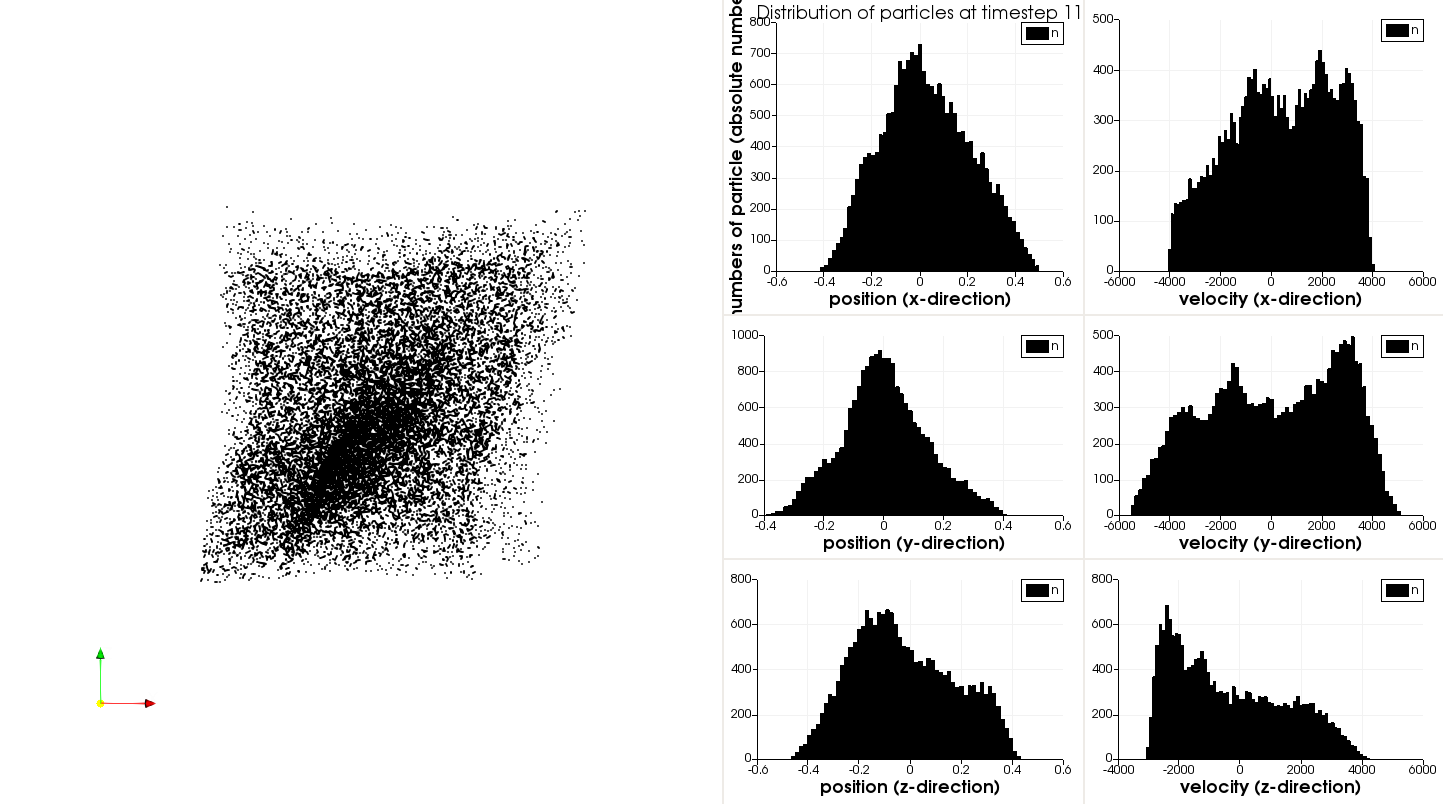 Distribution of particles at timestep 11
numbers of particle (absolute numbe
800
700
600
500
400
300
200
100
0
-0.6 -0.4 -0.2 0 0.2 0.4 0.6
position (x-direction)
n
500
400
300
200
100
0
-6000 -4000 -2000 0 2000 4000 6000
velocity (x-direction)
n
1000
800
600
400
200
0
-0.4 -0.2 0 0.2 0.4 0.6
position (y-direction)
n
500
400
300
200
100
0
-6000 -4000 -2000 0 2000 4000 6000
velocity (y-direction)
n
800
600
400
200
0
-0.6 -0.4 -0.2 0 0.2 0.4 0.6
position (z-direction)
n
800
600
400
200
0
-4000 -2000 0 2000 4000 6000
velocity (z-direction)
n